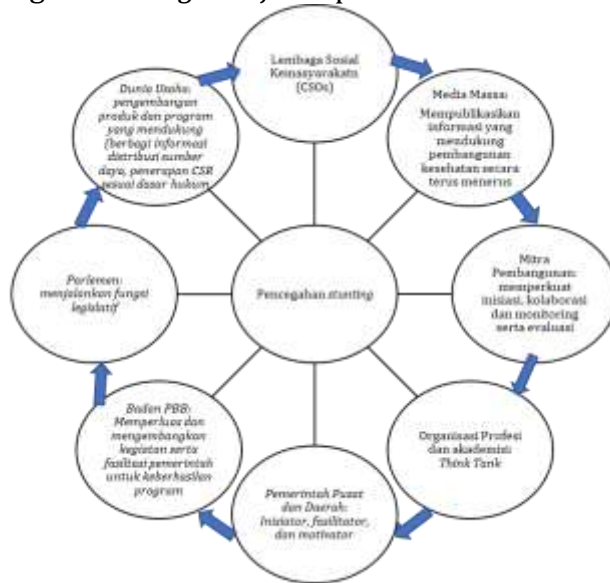 Lembaga Sosial
Kemasyarakatn
(CSOs)
Media Massa:
Mempublikasikan
informasi yang
mendukung
pembangunan
kesehatan secara
terus menerus
Mitra
Pembangunan:
memperkuat
inisiasi, kolaborasi
dan monitoring
serta evaluasi
Organisasi Profesi
dan akademisi:
Think Tank
Pemerintah Pusat
dan Daerah:
Inisiator, fasilitator,
dan motivator
Badan PBB:
Memperluas dan
mengembangkan
kegiatan serta
fasilitasi pemerintah
untuk keberhasilan
program
Parlemen:
menjalankan fungsi
legislatif
Dunia Usaha:
pengembangan
produk dan program
yang mendukung
(berbagi informasi
distribusi sumber
daya, penerapan CSR
sesuai dasar hukum
Pencegahan stunting